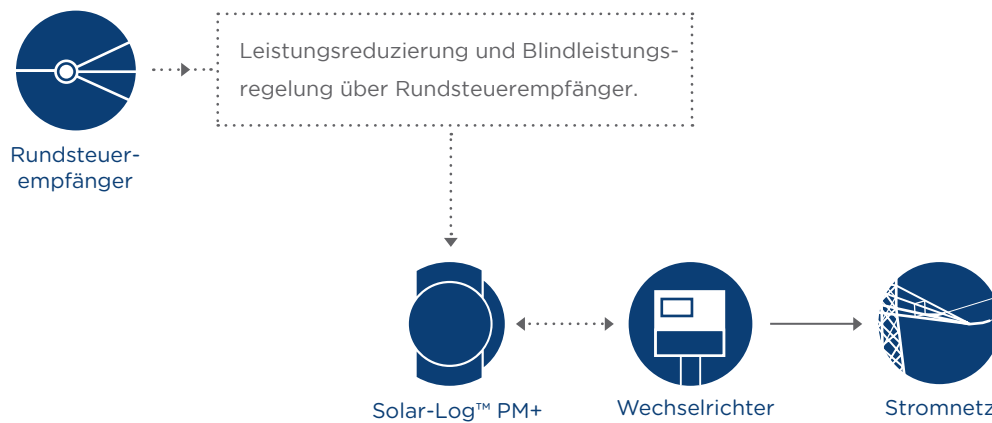 Leistungsreduzierung und Blindleistungs-
regelung über Rundsteuerempfänger.
Rundsteuer-
empfänger
Solar-Log™ PM+
Wechselrichter
Stromnetz